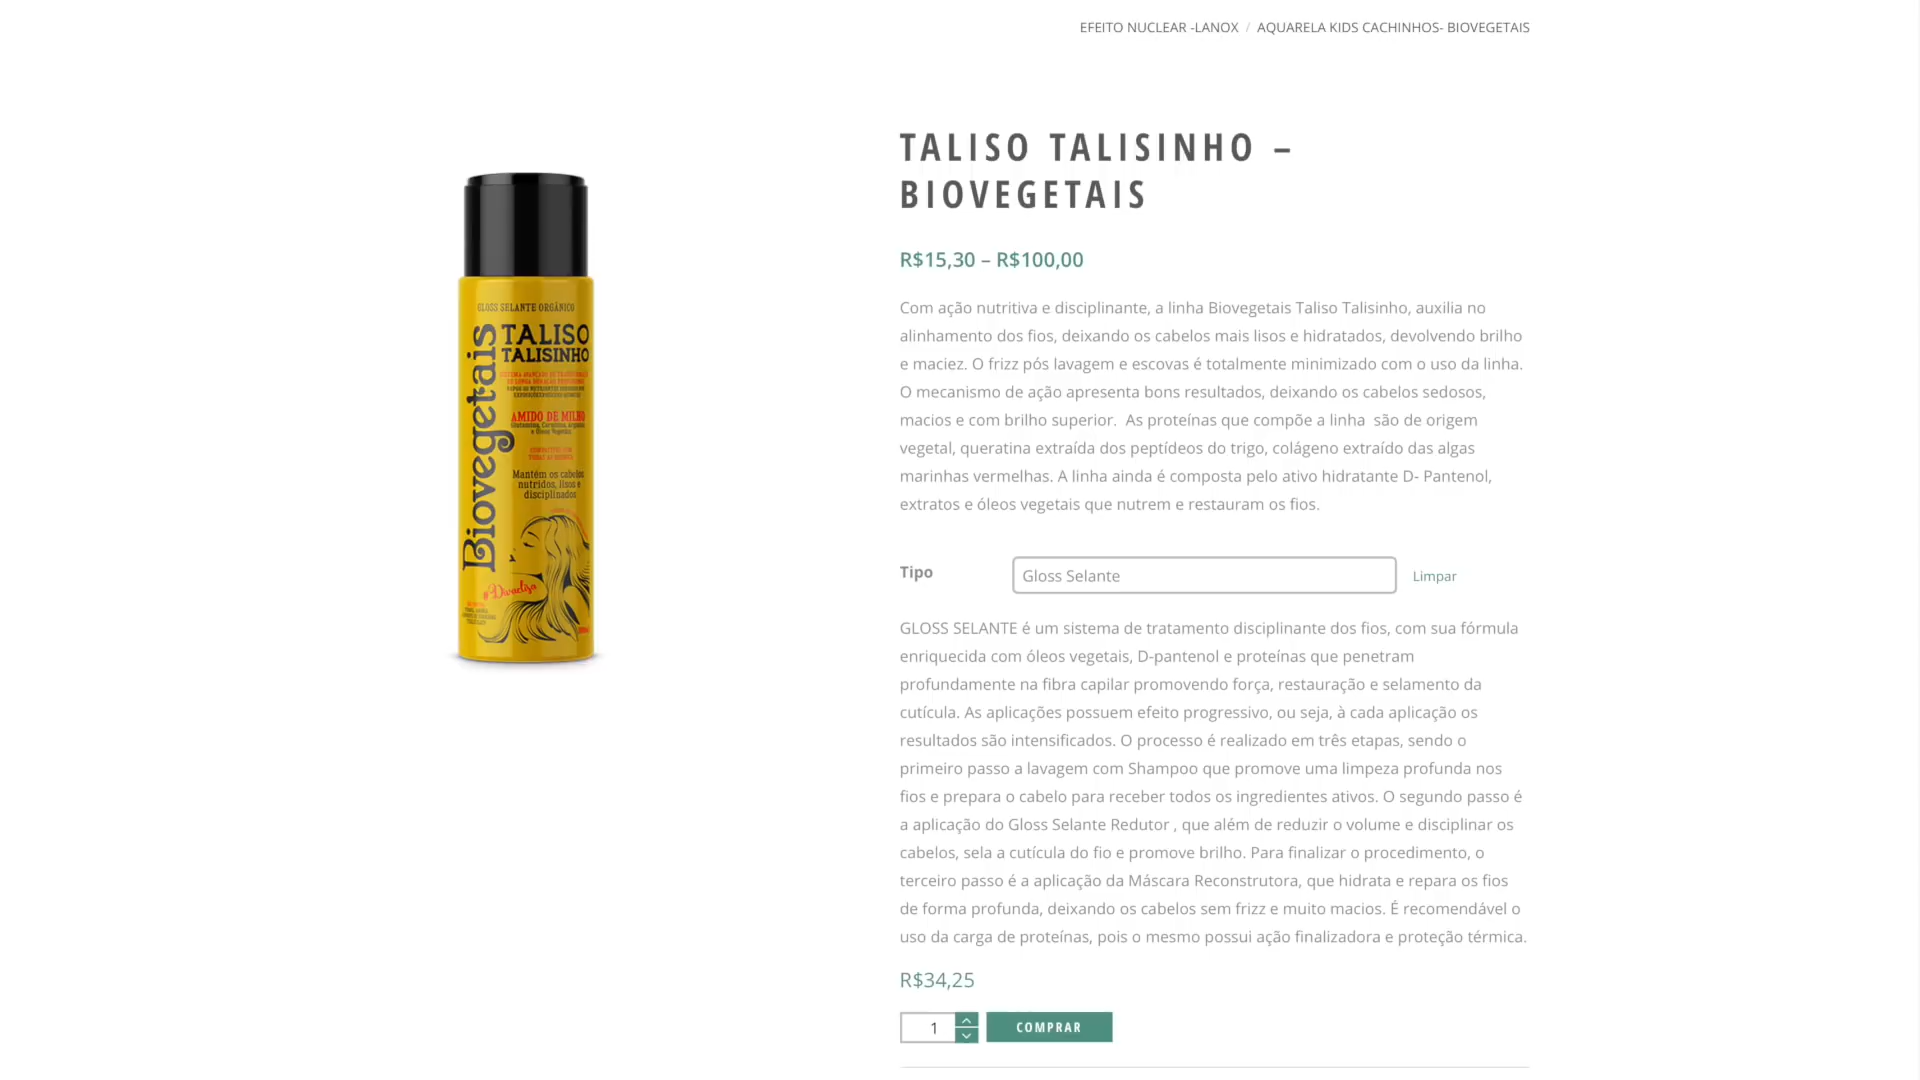 EFEITO NUCLEAR -LANOX / AQUARELA KIDS CACHINHOS- BIOVEGETAIS
GLOSS SELANTE ORGÂNICO
Biovegetais
TALISO
TALISINHO
AMIDO DE MILHO
Mantém os cabelos
nutridos, lisos e
disciplinados
#Divaliza
TALISO TALISINHO –
BIOVEGETAIS
R$15,30 – R$100,00
Com ação nutritiva e disciplinante, a linha Biovegetais Taliso Talisinho, auxilia no
alinhamento dos fios, deixando os cabelos mais lisos e hidratados, devolvendo brilho
e maciez. O frizz pós lavagem e escovas é totalmente minimizado com o uso da linha.
O mecanismo de ação apresenta bons resultados, deixando os cabelos sedosos,
macios e com brilho superior.  As proteínas que compõe a linha  são de origem
vegetal, queratina extraída dos peptídeos do trigo, colágeno extraído das algas
marinhas vermelhas. A linha ainda é composta pelo ativo hidratante D- Pantenol,
extratos e óleos vegetais que nutrem e restauram os fios.
Tipo
Gloss Selante
Limpar
GLOSS SELANTE é um sistema de tratamento disciplinante dos fios, com sua fórmula
enriquecida com óleos vegetais, D-pantenol e proteínas que penetram
profundamente na fibra capilar promovendo força, restauração e selamento da
cutícula. As aplicações possuem efeito progressivo, ou seja, à cada aplicação os
resultados são intensificados. O processo é realizado em três etapas, sendo o
primeiro passo a lavagem com Shampoo que promove uma limpeza profunda nos
fios e prepara o cabelo para receber todos os ingredientes ativos. O segundo passo é
a aplicação do Gloss Selante Redutor , que além de reduzir o volume e disciplinar os
cabelos, sela a cutícula do fio e promove brilho. Para finalizar o procedimento, o
terceiro passo é a aplicação da Máscara Reconstrutora, que hidrata e repara os fios
de forma profunda, deixando os cabelos sem frizz e muito macios. É recomendável o
uso da carga de proteínas, pois o mesmo possui ação finalizadora e proteção térmica.
R$34,25
1
COMPRAR